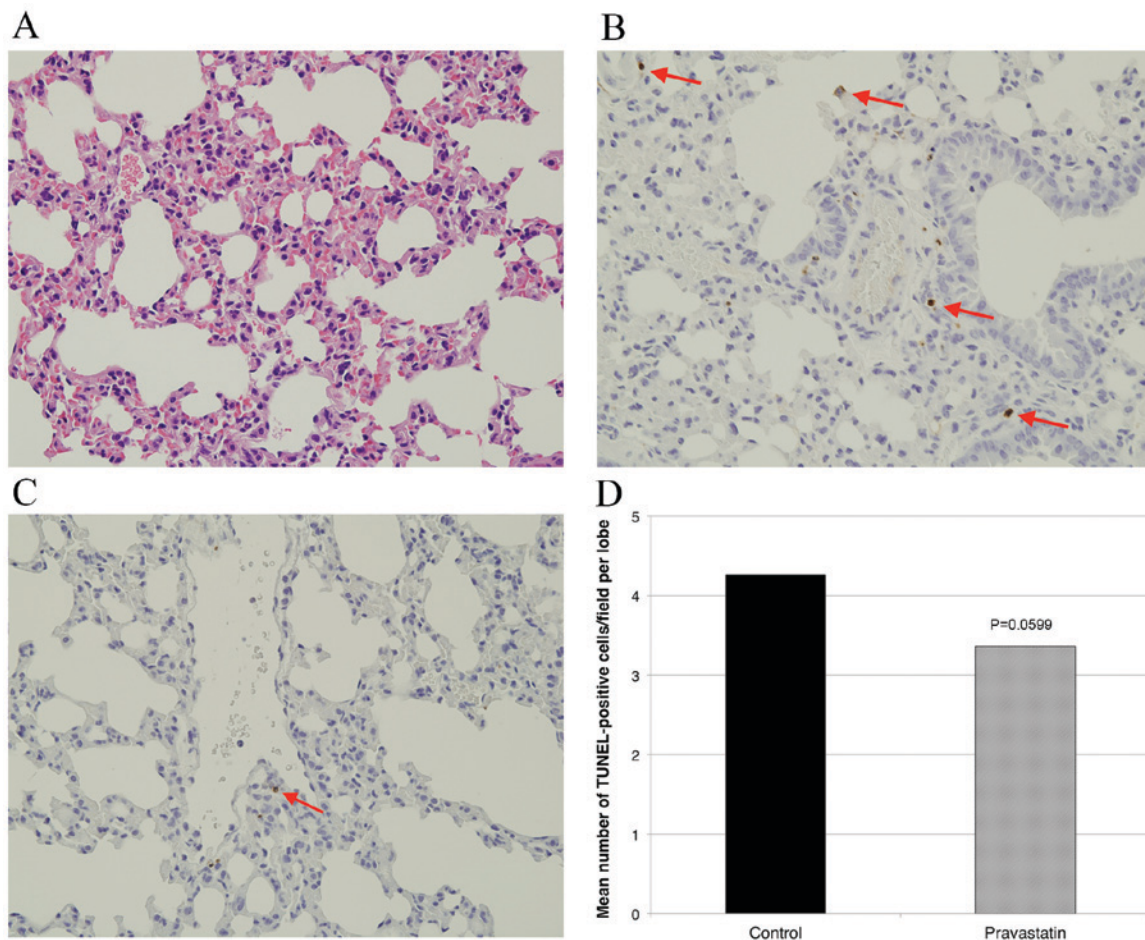 A
B
C
D
Mean number of TUNEL-positive cells/field per lobe
5
4
3
2
1
0
P=0.0599
Control
Pravastatin